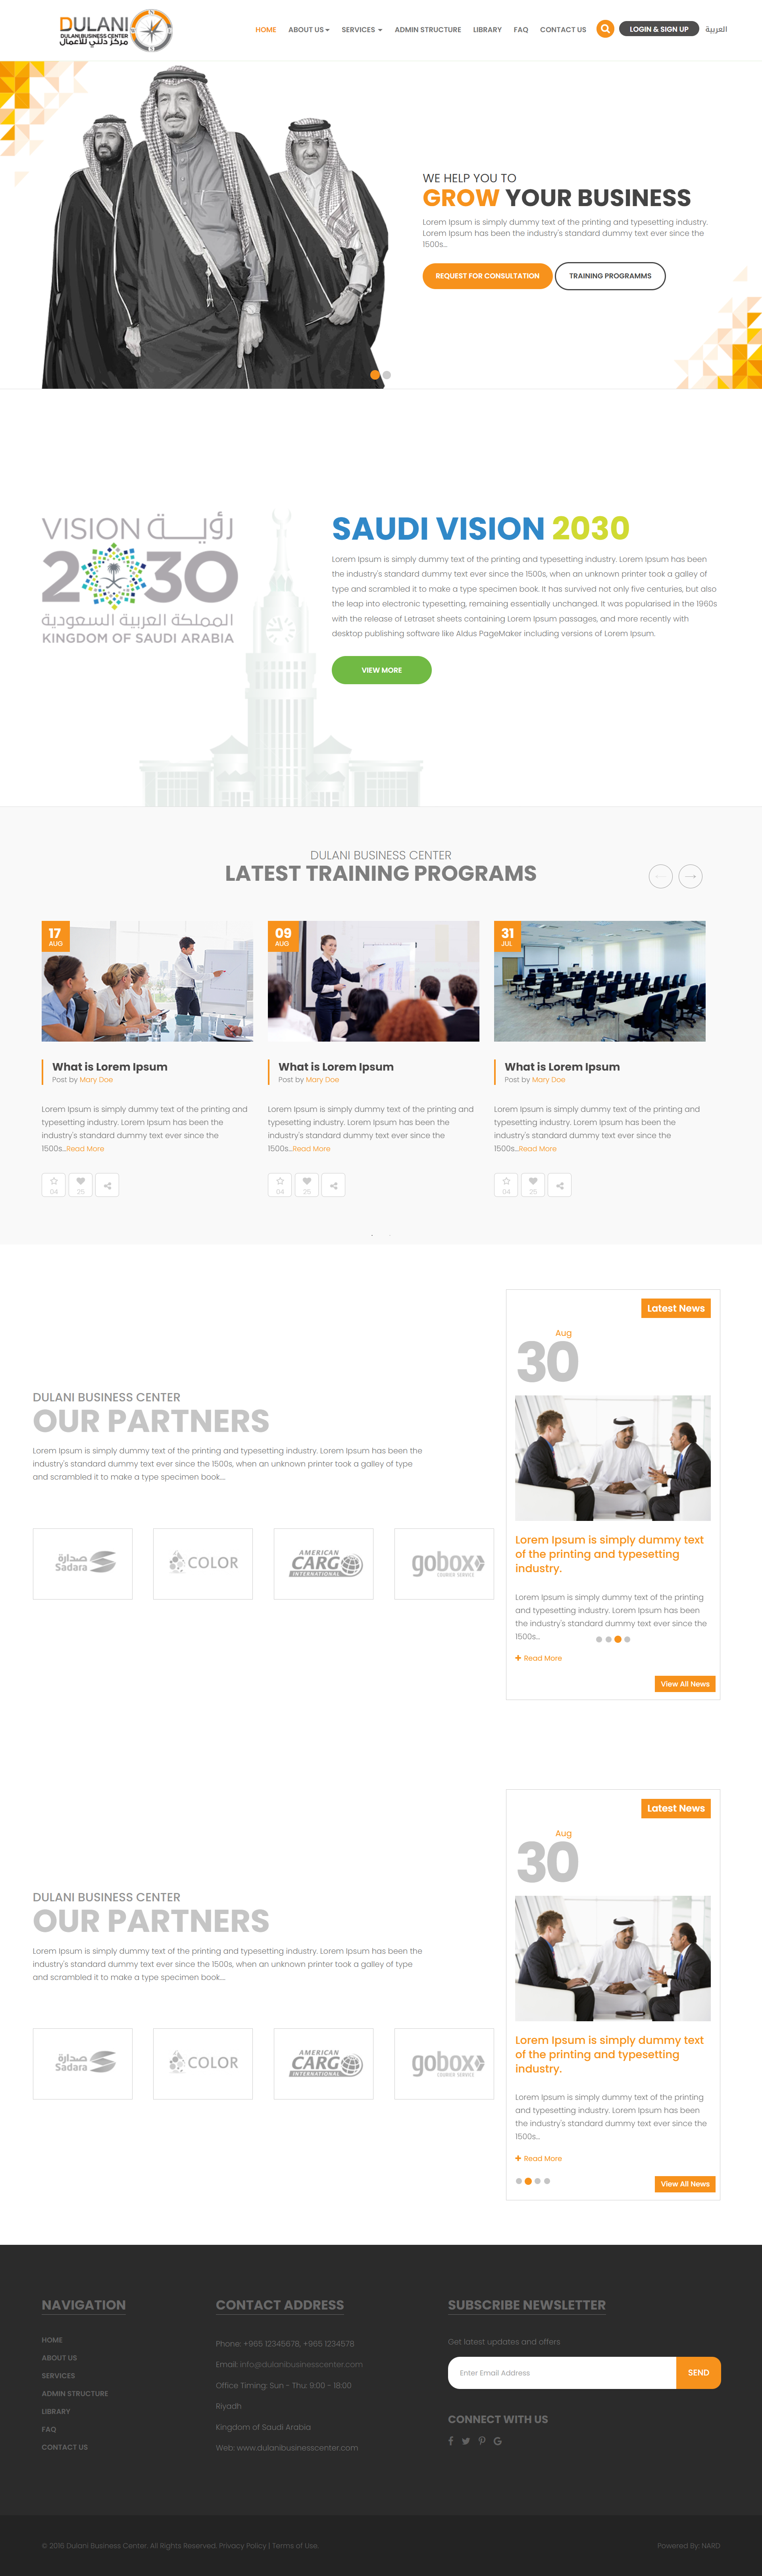 DULANI
DULANI BUSINESS CENTER
مركز دلني للأعمال
HOME ABOUT US SERVICES ADMIN STRUCTURE LIBRARY FAQ CONTACT US LOGIN & SIGN UP العربية
WE HELP YOU TO
GROW YOUR BUSINESS
Lorem Ipsum is simply dummy text of the printing and typesetting industry.
Lorem Ipsum has been the industry's standard dummy text ever since the
1500s...
REQUEST FOR CONSULTATION TRAINING PROGRAMMS
VISION رؤية
2030
المملكة العربية السعودية
KINGDOM OF SAUDI ARABIA
SAUDI VISION 2030
Lorem Ipsum is simply dummy text of the printing and typesetting industry. Lorem Ipsum has been
the industry's standard dummy text ever since the 1500s, when an unknown printer took a galley of
type and scrambled it to make a type specimen book. It has survived not only five centuries, but also
the leap into electronic typesetting, remaining essentially unchanged. It was popularised in the 1960s
with the release of Letraset sheets containing Lorem Ipsum passages, and more recently with
desktop publishing software like Aldus PageMaker including versions of Lorem Ipsum.
VIEW MORE
DULANI BUSINESS CENTER
LATEST TRAINING PROGRAMS
17
AUG
What is Lorem Ipsum
Post by Mary Doe
Lorem Ipsum is simply dummy text of the printing and
typesetting industry. Lorem Ipsum has been the
industry's standard dummy text ever since the
1500s...Read More
04 25
09
AUG
What is Lorem Ipsum
Post by Mary Doe
Lorem Ipsum is simply dummy text of the printing and
typesetting industry. Lorem Ipsum has been the
industry's standard dummy text ever since the
1500s...Read More
04 25
31
JUL
What is Lorem Ipsum
Post by Mary Doe
Lorem Ipsum is simply dummy text of the printing and
typesetting industry. Lorem Ipsum has been the
industry's standard dummy text ever since the
1500s...Read More
04 25
DULANI BUSINESS CENTER
OUR PARTNERS
Lorem Ipsum is simply dummy text of the printing and typesetting industry. Lorem Ipsum has been the
industry's standard dummy text ever since the 1500s, when an unknown printer took a galley of type
and scrambled it to make a type specimen book....
صدارة
Sadara
COLOR
AMERICAN
CARGO
INTERNATIONAL
gobox
COURIER SERVICE
Latest News
Aug
30
Lorem Ipsum is simply dummy text
of the printing and typesetting
industry.
Lorem Ipsum is simply dummy text of the printing
and typesetting industry. Lorem Ipsum has been
the industry's standard dummy text ever since the
1500s...
Read More
View All News
DULANI BUSINESS CENTER
OUR PARTNERS
Lorem Ipsum is simply dummy text of the printing and typesetting industry. Lorem Ipsum has been the
industry's standard dummy text ever since the 1500s, when an unknown printer took a galley of type
and scrambled it to make a type specimen book....
صدارة
Sadara
COLOR
AMERICAN
CARGO
INTERNATIONAL
gobox
COURIER SERVICE
Latest News
Aug
30
Lorem Ipsum is simply dummy text
of the printing and typesetting
industry.
Lorem Ipsum is simply dummy text of the printing
and typesetting industry. Lorem Ipsum has been
the industry's standard dummy text ever since the
1500s...
Read More
View All News
NAVIGATION
HOME
ABOUT US
SERVICES
ADMIN STRUCTURE
LIBRARY
FAQ
CONTACT US
CONTACT ADDRESS
Phone: +965 12345678, +965 1234578
Email: info@dulanibusinesscenter.com
Office Timing: Sun - Thu: 9:00 - 18:00
Riyadh
Kingdom of Saudi Arabia
Web: www.dulanibusinesscenter.com
SUBSCRIBE NEWSLETTER
Get latest updates and offers
Enter Email Address SEND
CONNECT WITH US
© 2016 Dulani Business Center. All Rights Reserved. Privacy Policy | Terms of Use. Powered By: NARD